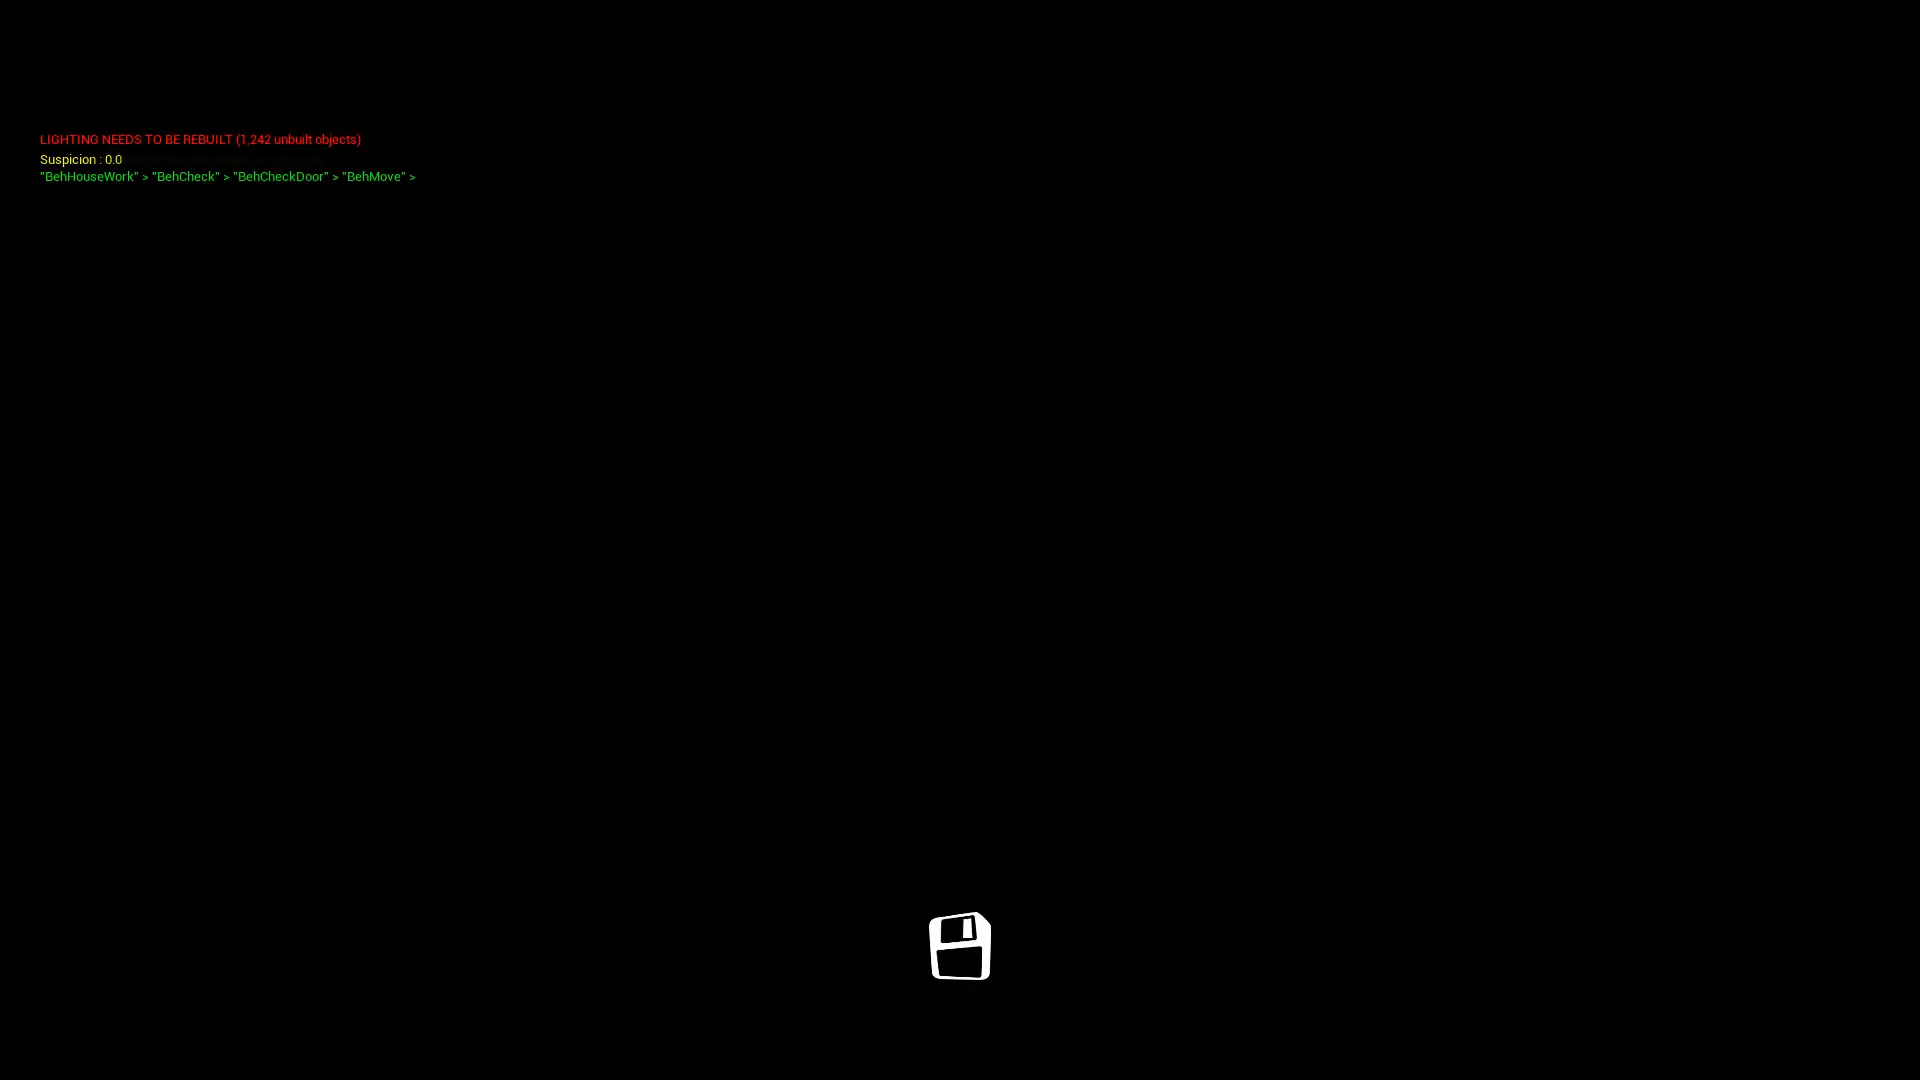 LIGHTING NEEDS TO BE REBUILT (1,242 unbuilt objects)
Suspicion : 0.0
"BehHouseWork" > "BehCheck" > "BehCheckDoor" > "BehMove" >